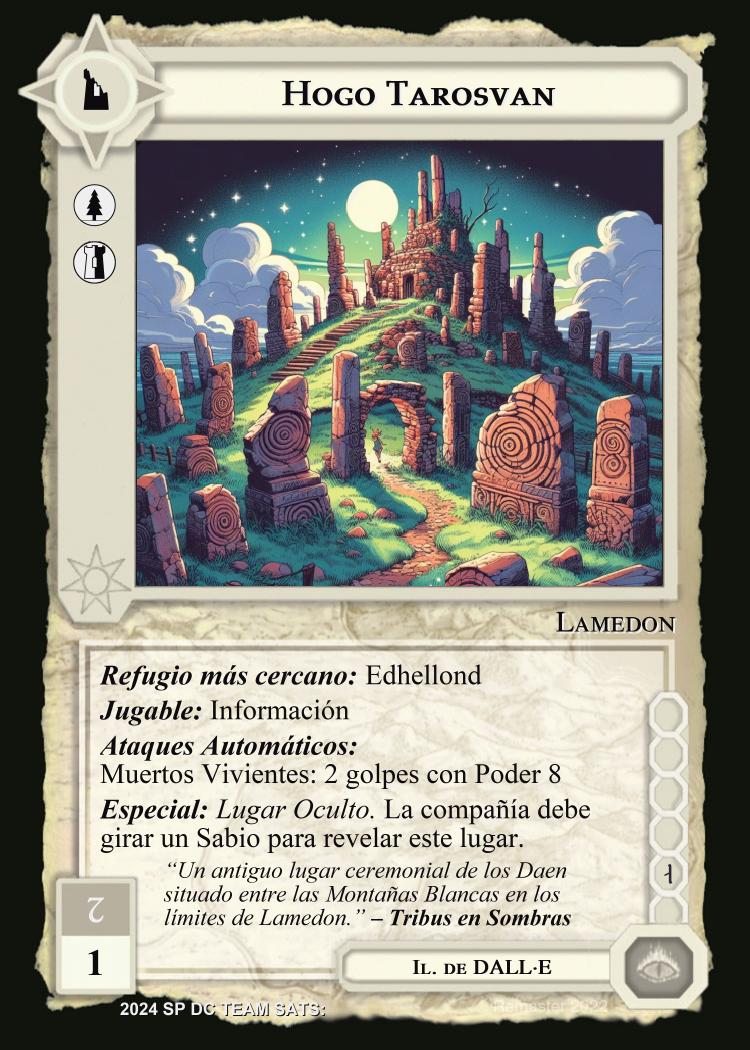 Hogo Tarosvan
Lamedon
Refugio más cercano: Edhellond
Jugable: Información
Ataques Automáticos:
Muertos Vivientes: 2 golpes con Poder 8
Especial: Lugar Oculto. La compañía debe
girar un Sabio para revelar este lugar.
“Un antiguo lugar ceremonial de los Daen
situado entre las Montañas Blancas en los
límites de Lamedon.” – Tribus en Sombras
2
1
Il. de DALL·E
2024 SP DC TEAM SATS:
Remaster 2022